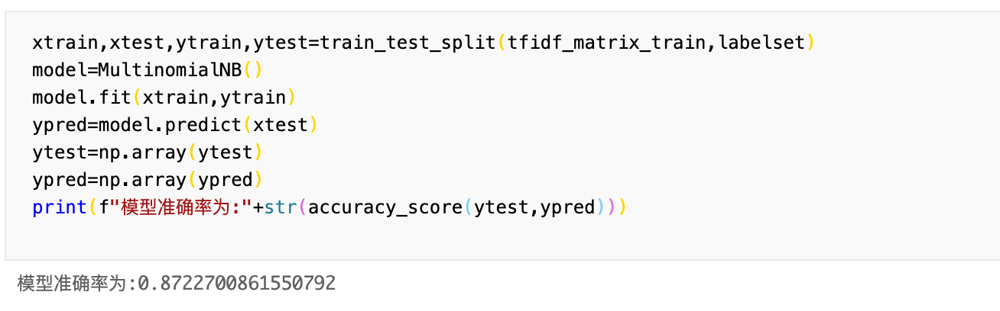 xtrain,xtest,ytrain,ytest=train_test_split(tfidf_matrix_train,labelset)
model=MultinomialNB()
model.fit(xtrain,ytrain)
ypred=model.predict(xtest)
ytest=np.array(ytest)
ypred=np.array(ypred)
print(f"模型准确率为:"+str(accuracy_score(ytest,ypred)))
模型准确率为:0.8722700861550792